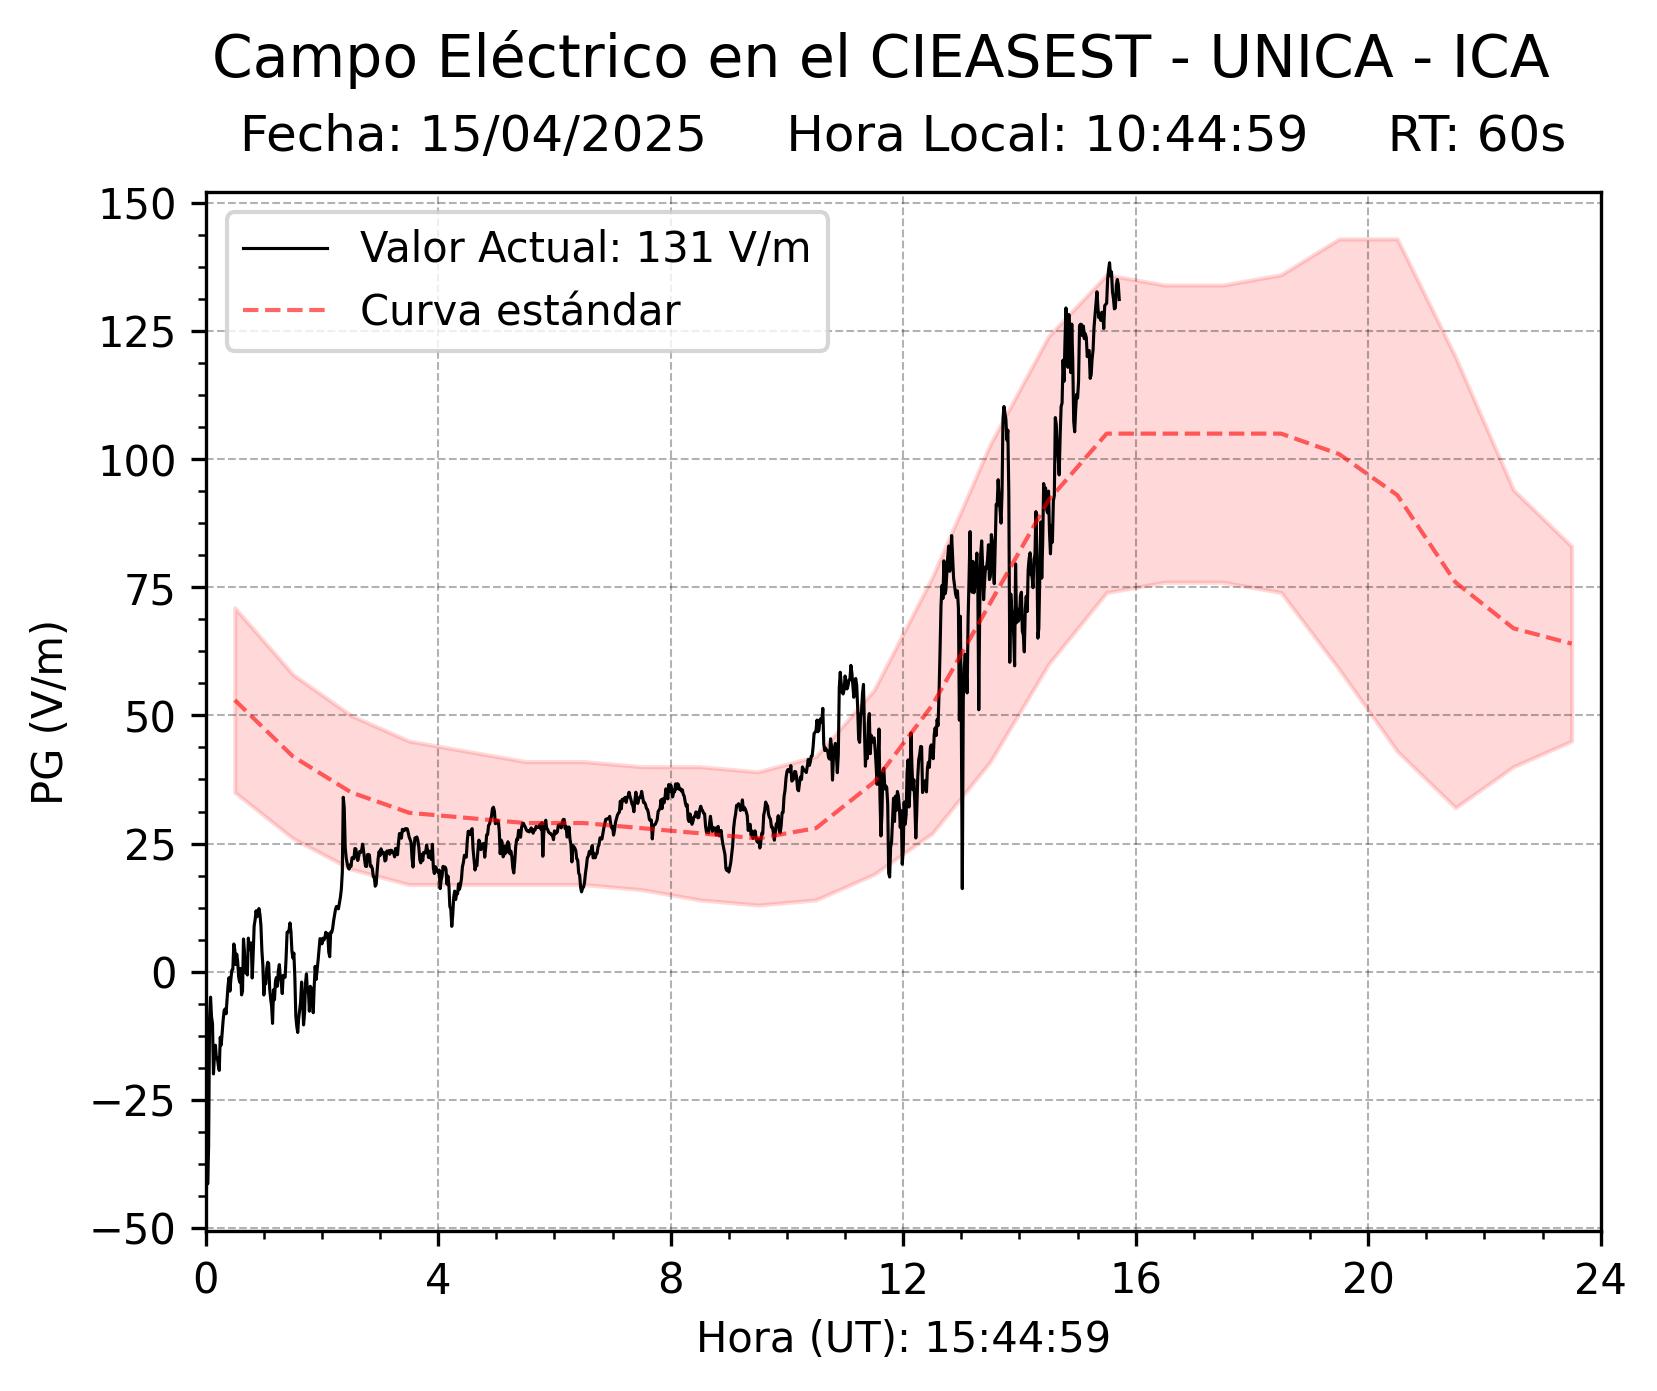 Campo Eléctrico en el CIEASEST - UNICA - ICA
Fecha: 15/04/2025 Hora Local: 10:44:59 RT: 60s
Valor Actual: 131 V/m
Curva estándar
PG (V/m)
150
125
100
75
50
25
0
−25
−50
0 4 8 12 16 20 24
Hora (UT): 15:44:59